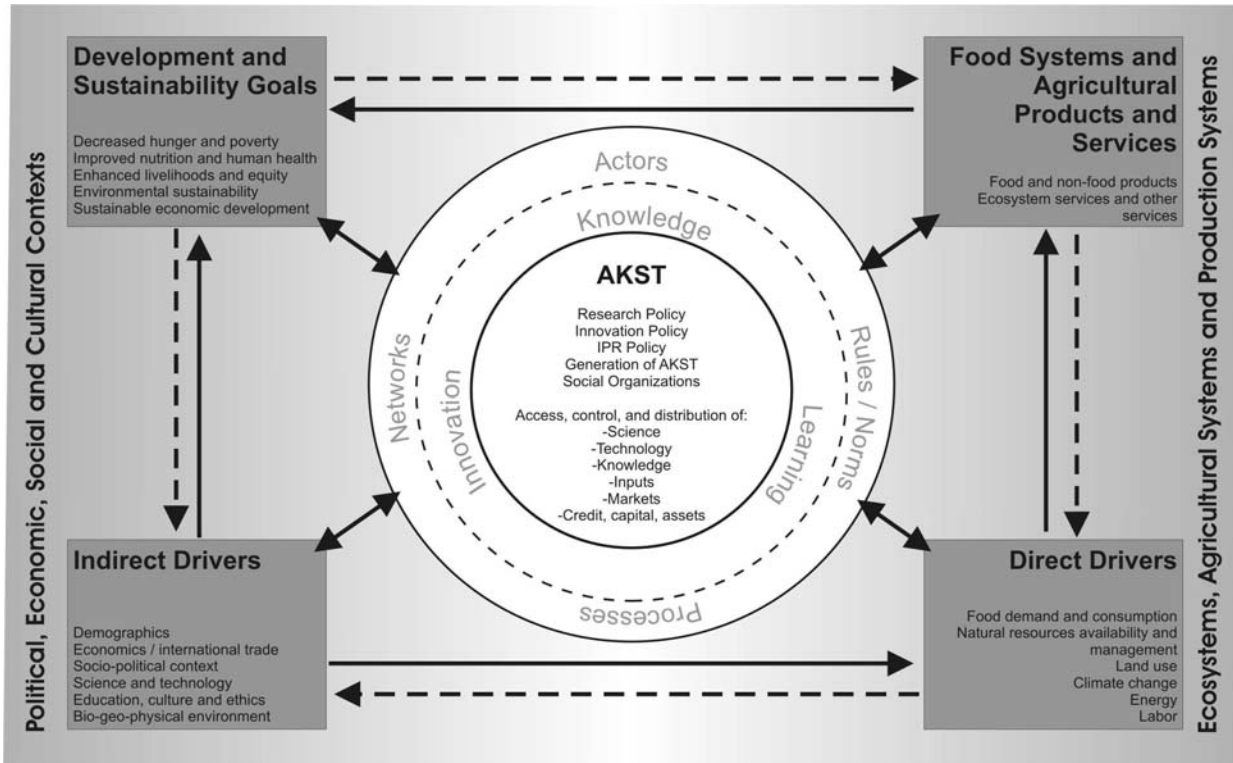 Political, Economic, Social and Cultural Contexts
Development and
Sustainability Goals
Decreased hunger and poverty
Improved nutrition and human health
Enhanced livelihoods and equity
Environmental sustainability
Sustainable economic development
Food Systems and
Agricultural
Products and
Services
Food and non-food products
Ecosystem services and other
services
Actors
Knowledge
Networks
Innovation
AKST
Research Policy
Innovation Policy
IPR Policy
Generation of AKST
Social Organizations
Access, control, and distribution of:
-Science
-Technology
-Knowledge
-Inputs
-Markets
-Credit, capital, assets
Learning
Rules / Norms
Processes
Indirect Drivers
Demographics
Economics / international trade
Socio-political context
Science and technology
Education, culture and ethics
Bio-geo-physical environment
Direct Drivers
Food demand and consumption
Natural resources availability and
management
Land use
Climate change
Energy
Labor
Ecosystems, Agricultural Systems and Production Systems